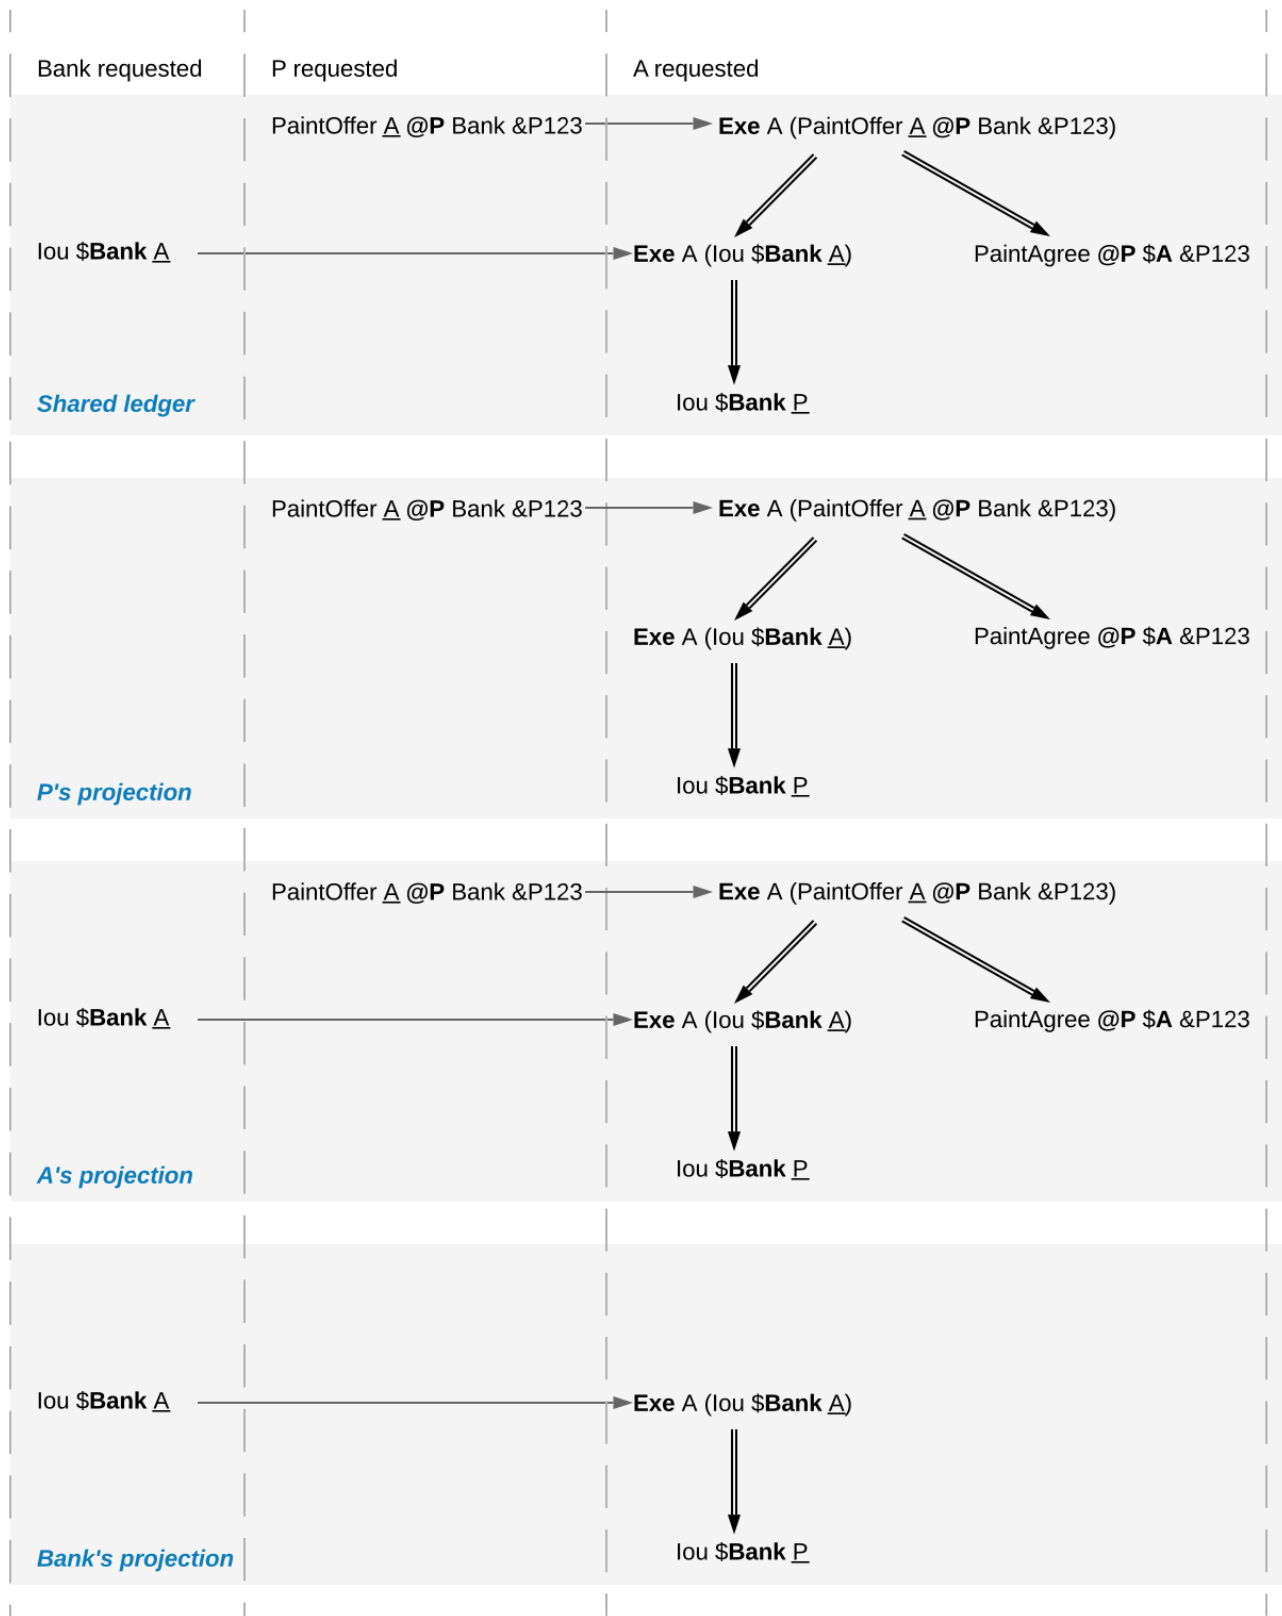 Bank requested P requested A requested
PaintOffer A @P Bank &P123 Exe A (PaintOffer A @P Bank &P123)
Iou $Bank A Exe A (Iou $Bank A) PaintAgree @P $A &P123
Shared ledger Iou $Bank P
PaintOffer A @P Bank &P123 Exe A (PaintOffer A @P Bank &P123)
Exe A (Iou $Bank A) PaintAgree @P $A &P123
Iou $Bank P
P's projection
PaintOffer A @P Bank &P123 Exe A (PaintOffer A @P Bank &P123)
Iou $Bank A Exe A (Iou $Bank A) PaintAgree @P $A &P123
Iou $Bank P
A's projection
Iou $Bank A Exe A (Iou $Bank A)
Iou $Bank P
Bank's projection